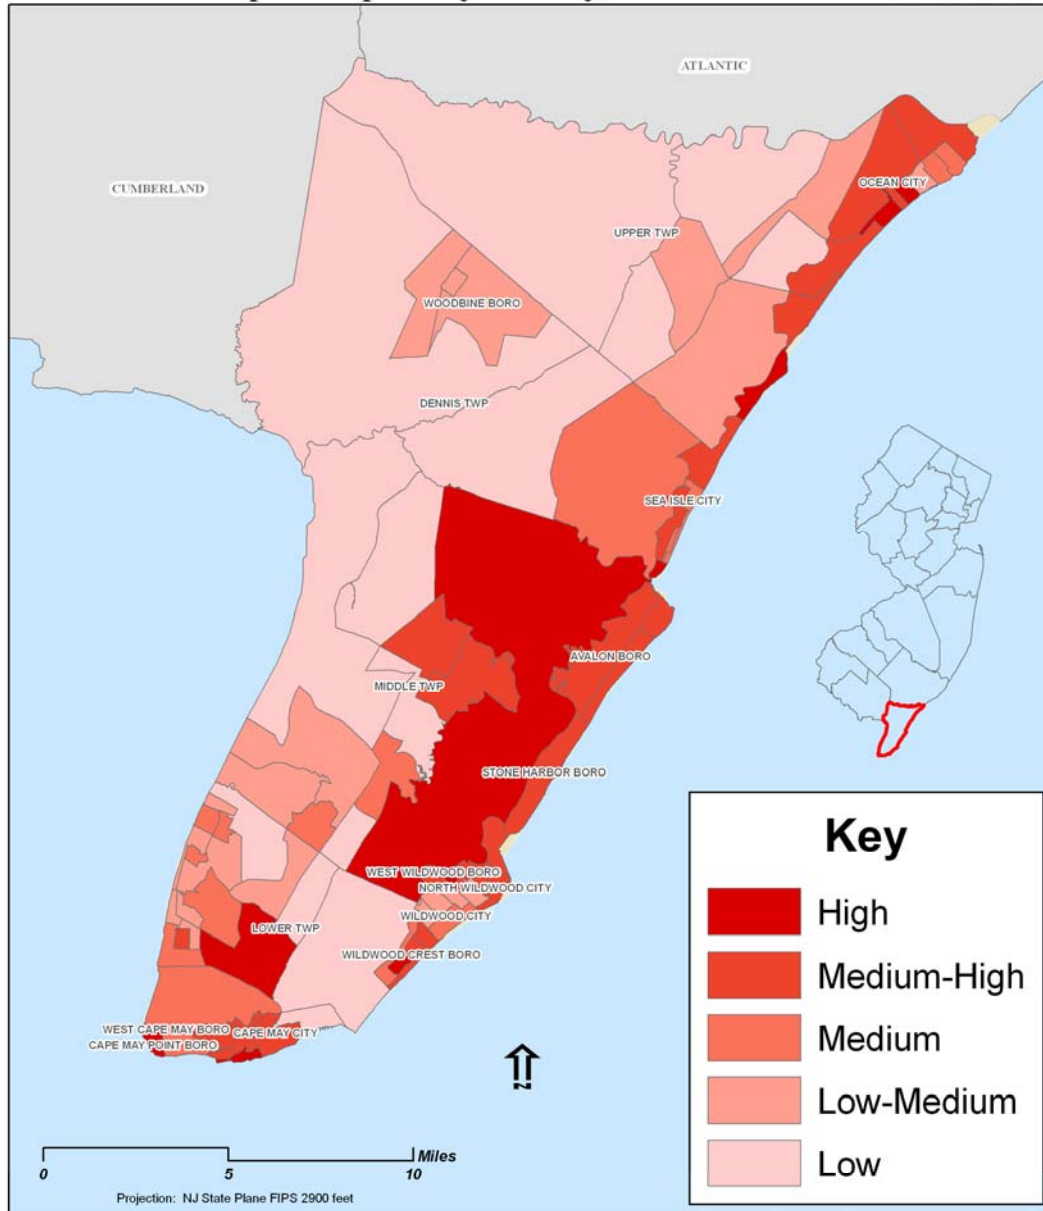 ATLANTIC
CUMBERLAND
OCEAN CITY
UPPER TWP
WOODBINE BORO
DENNIS TWP
SEA ISLE CITY
AVALON BORO
MIDDLE TWP
STONE HARBOR BORO
WEST WILDWOOD BORO
NORTH WILDWOOD CITY
WILDWOOD CITY
LOWER TWP
WILDWOOD CREST BORO
WEST CAPE MAY BORO
CAPE MAY CITY
CAPE MAY POINT BORO
N
Miles
0 5 10
Projection: NJ State Plane FIPS 2900 feet
Key
High
Medium-High
Medium
Low-Medium
Low